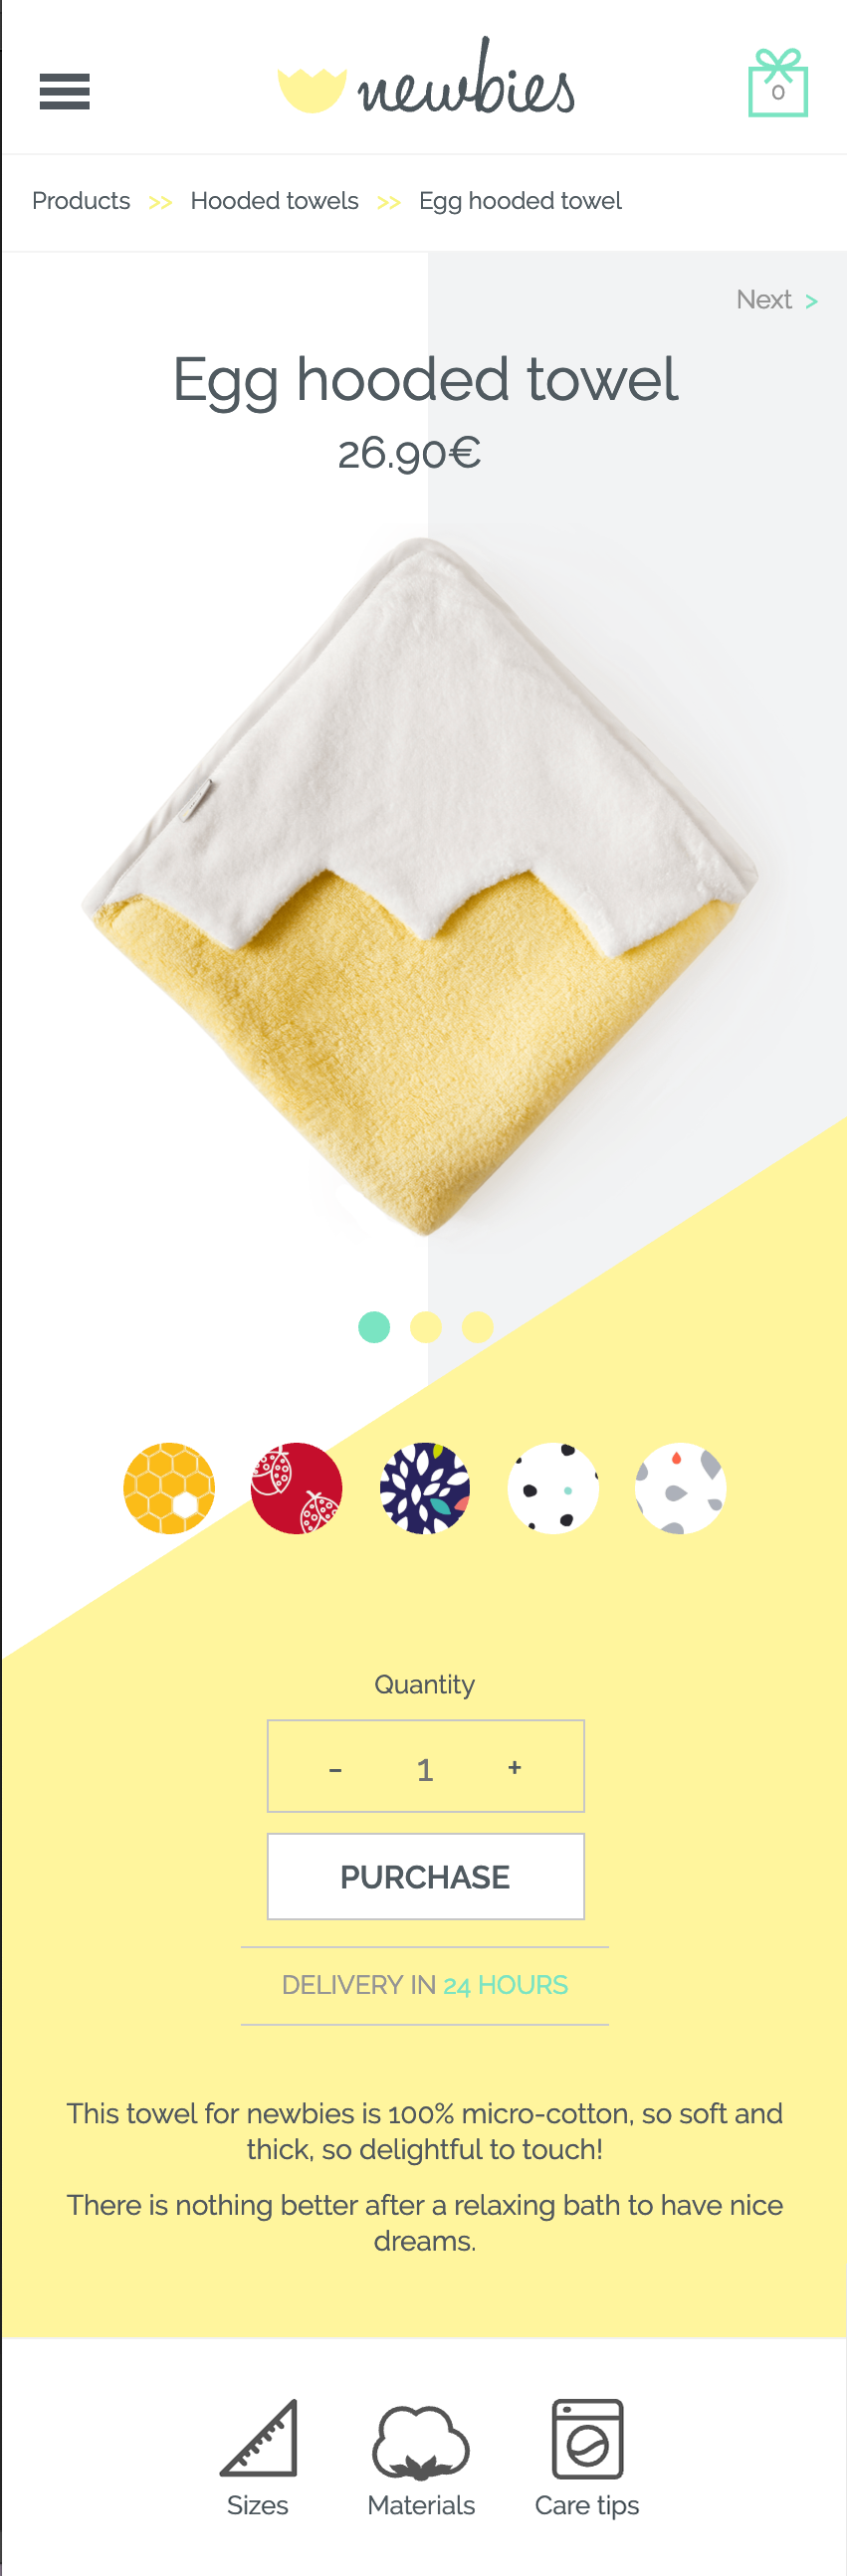 newbies
0
Products >> Hooded towels >> Egg hooded towel
Next >
Egg hooded towel
26.90€
Quantity
- 1 +
PURCHASE
DELIVERY IN 24 HOURS
This towel for newbies is 100% micro-cotton, so soft and
thick, so delightful to touch!
There is nothing better after a relaxing bath to have nice
dreams.
Sizes Materials Care tips